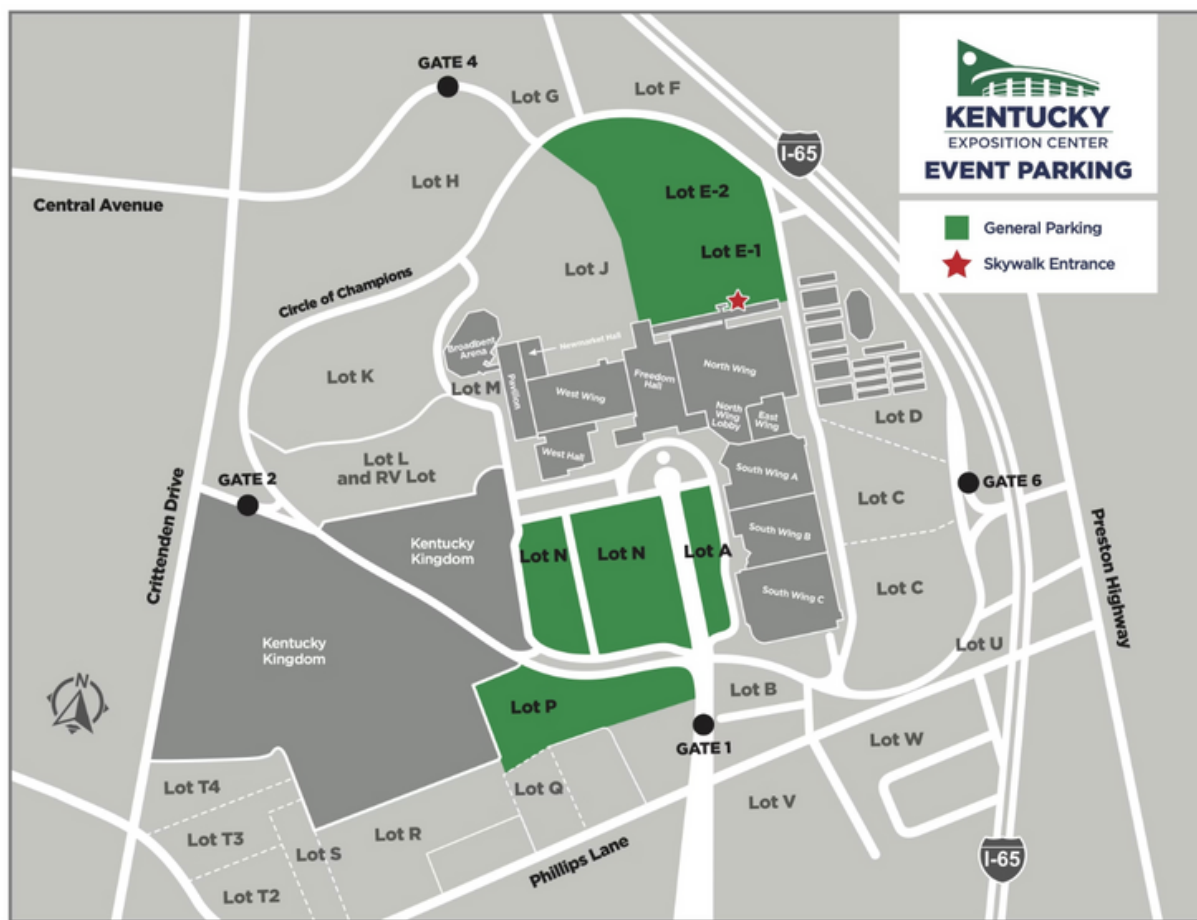 GATE 4
Lot G
Lot F
I-65
KENTUCKY
EXPOSITION CENTER
EVENT PARKING
General Parking
Skywalk Entrance
Lot H
Central Avenue
Lot E-2
Lot E-1
Lot J
Circle of Champions
Broadbent
Arena
Newmarket Hall
Pavilion
Lot K
Lot M
West Wing
Freedom
Hall
North Wing
North
Wing
Lobby
East
Wing
West Hall
Lot D
Lot L
and RV Lot
GATE 2
South Wing A
Lot C
GATE 6
Crittenden Drive
Preston Highway
Kentucky
Kingdom
Lot N
Lot N
Lot A
South Wing B
South Wing C
Lot C
Kentucky
Kingdom
Lot U
N
Lot P
Lot B
GATE 1
Lot W
Lot T4
Lot Q
Lot V
Lot T3
Lot S
Lot R
Phillips Lane
I-65
Lot T2